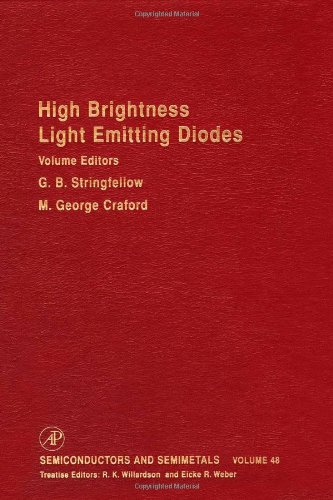 High Brightness
Light Emitting Diodes
Volume Editors
G. B. Stringfellow
M. George Craford
AP
SEMICONDUCTORS AND SEMIMETALS VOLUME 48
Treatise Editors: R. K. Willardson and Eicke R. Weber